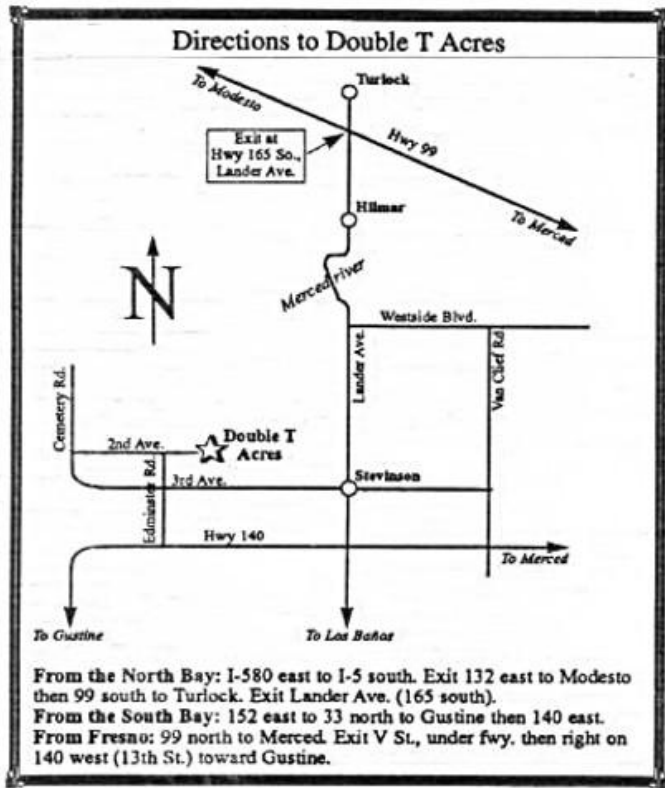 Directions to Double T Acres
To Modesto
Turlock
Exit at
Hwy 165 So.,
Lander Ave.
Hwy 99
To Merced
Hilmar
N
Merced river
Westside Blvd.
Lander Ave.
Van Clief Rd.
Cemetery Rd.
2nd Ave.
Double T
Acres
Edminster Rd.
3rd Ave.
Stevinson
Hwy 140
To Merced
To Gustine
To Los Baños
From the North Bay: I-580 east to I-5 south. Exit 132 east to Modesto
then 99 south to Turlock. Exit Lander Ave. (165 south).
From the South Bay: 152 east to 33 north to Gustine then 140 east.
From Fresno: 99 north to Merced. Exit V St., under fwy. then right on
140 west (13th St.) toward Gustine.